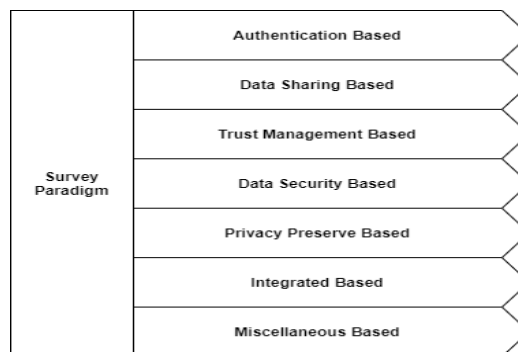 Survey
Paradigm
Authentication Based
Data Sharing Based
Trust Management Based
Data Security Based
Privacy Preserve Based
Integrated Based
Miscellaneous Based